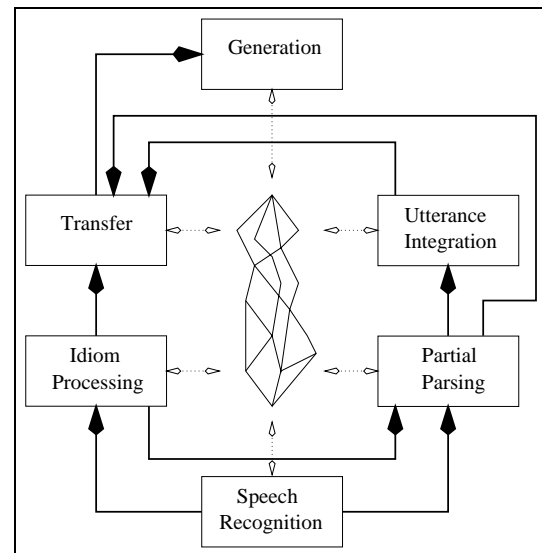 Generation
Transfer
Utterance
Integration
Idiom
Processing
Partial
Parsing
Speech
Recognition